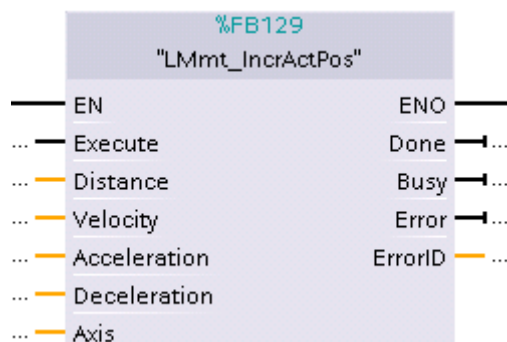 %FB129
"LMmt_IncrActPos"
EN ENO
... Execute Done ...
... Distance Busy ...
... Velocity Error ...
... Acceleration ErrorID ...
... Deceleration
... Axis